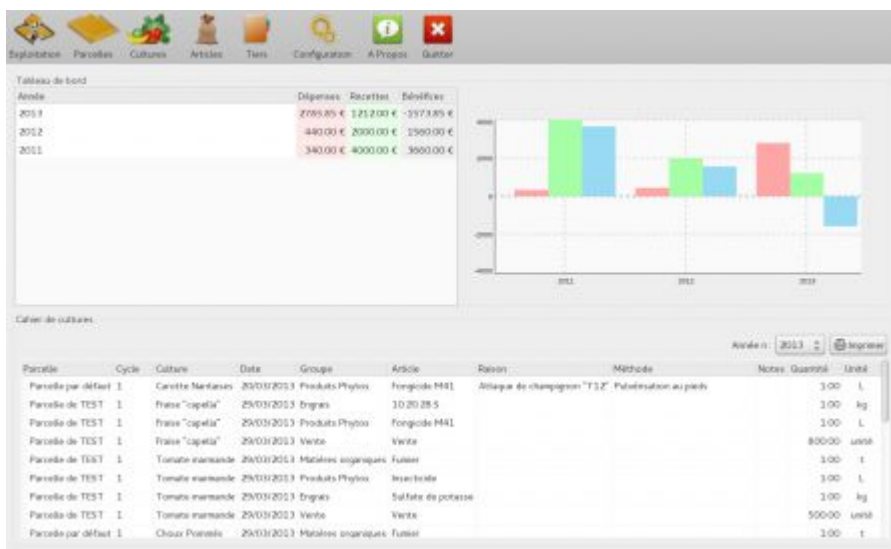 Exploitation Parcelles Cultures Articles Tiers Configuration A Propos Quitter
Tableau de bord
Année Dépenses Recettes Bénéfices
2013 2785.85 € 1212.00 € -1573.85 €
2012 440.00 € 2000.00 € 1560.00 €
2011 340.00 € 4000.00 € 3660.00 €
4000
2000
0
-2000
-4000
2011 2012 2013
Cahier de cultures
Année n : 2013 Imprimer
Parcelle Cycle Culture Date Groupe Article Raison Méthode Notes Quantité Unité
Parcelle par défaut 1 Carotte Nantaises 29/03/2013 Produits Phytos Fongicide M41 Attaque de champignon "T12" Pulvérisation au pieds 1.00 L
Parcelle de TEST 1 Fraise "capella" 29/03/2013 Engrais 10 20 28 5 1.00 kg
Parcelle de TEST 1 Fraise "capella" 29/03/2013 Produits Phytos Fongicide M41 1.00 L
Parcelle de TEST 1 Fraise "capella" 29/03/2013 Vente Vente 800.00 unité
Parcelle de TEST 1 Tomate marmande 29/03/2013 Matières organiques Fumier 1.00 t
Parcelle de TEST 1 Tomate marmande 29/03/2013 Produits Phytos Insecticide 1.00 L
Parcelle de TEST 1 Tomate marmande 29/03/2013 Engrais Sulfate de potasse 1.00 kg
Parcelle de TEST 1 Tomate marmande 29/03/2013 Vente Vente 500.00 unité
Parcelle par défaut 1 Choux Pommés 29/03/2013 Matières organiques Fumier 1.00 t